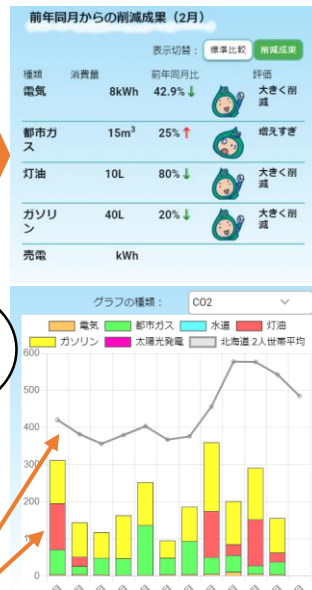 前年同月からの削減成果（2月）
表示切替： 標準比較 削減成果
種類 消費量 前年同月比 評価
電気 8kWh 42.9%↓ 大きく削減
都市ガス 15m³ 25%↑ 増えすぎ
灯油 10L 80%↓ 大きく削減
ガソリン 40L 20%↓ 大きく削減
売電 kWh
グラフの種類： CO2
電気 都市ガス 水道 灯油
ガソリン 太陽光発電 北海道:2人世帯平均
600
500
400
300
200
100
0